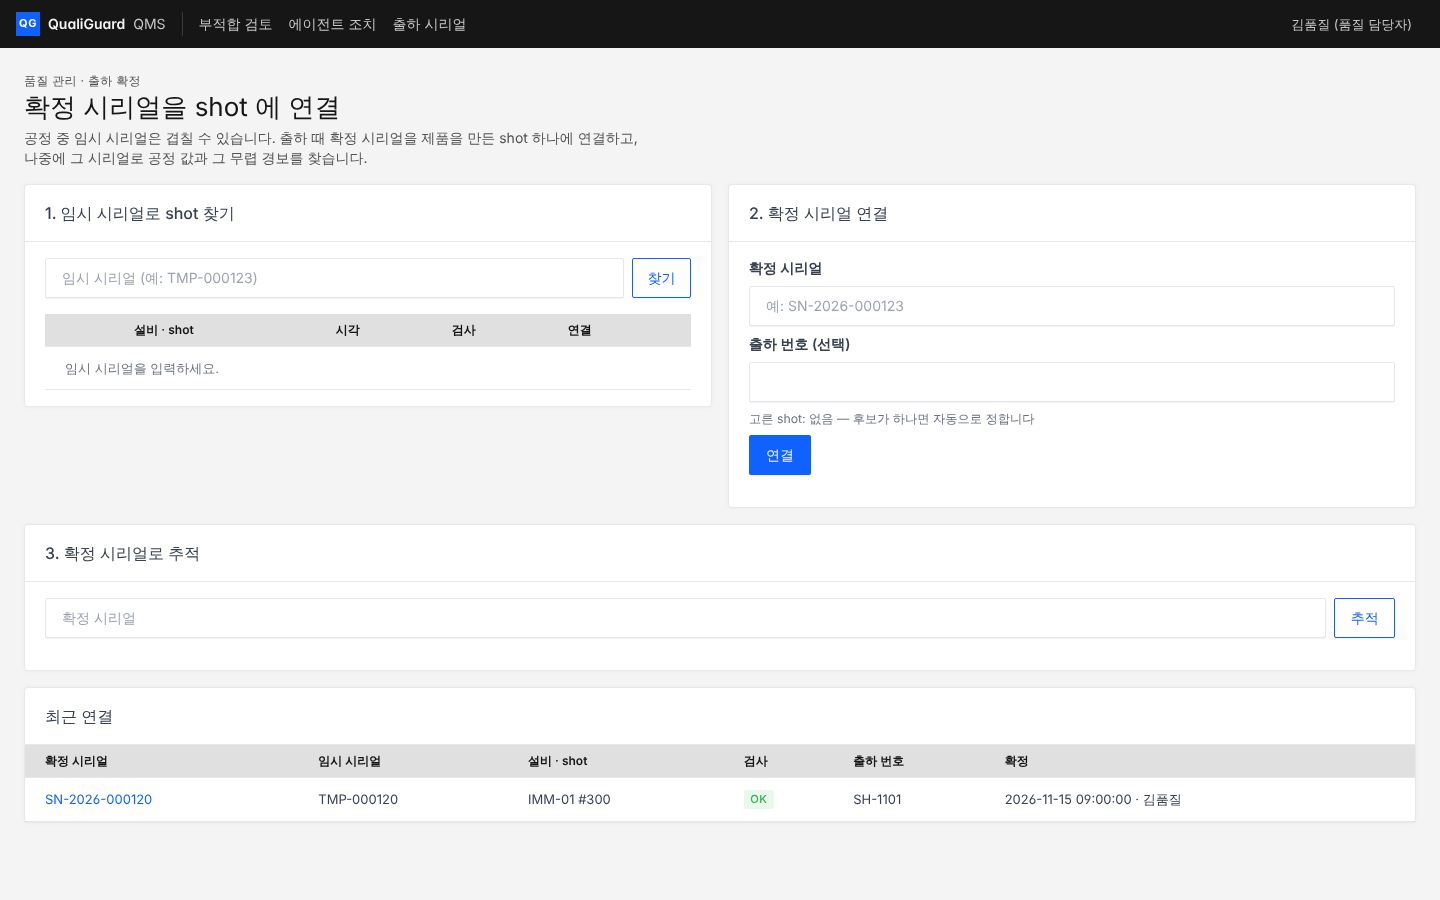 QG QualiGuard QMS 부적합 검토 에이전트 조치 출하 시리얼 김품질 (품질 담당자)
품질 관리 · 출하 확정
확정 시리얼을 shot 에 연결
공정 중 임시 시리얼은 겹칠 수 있습니다. 출하 때 확정 시리얼을 제품을 만든 shot 하나에 연결하고,
나중에 그 시리얼로 공정 값과 그 무렵 경보를 찾습니다.
1. 임시 시리얼로 shot 찾기
임시 시리얼 (예: TMP-000123) 찾기
설비 · shot 시각 검사 연결
임시 시리얼을 입력하세요.
2. 확정 시리얼 연결
확정 시리얼
예: SN-2026-000123
출하 번호 (선택)
고른 shot: 없음 — 후보가 하나면 자동으로 정합니다
연결
3. 확정 시리얼로 추적
확정 시리얼 추적
최근 연결
확정 시리얼 임시 시리얼 설비 · shot 검사 출하 번호 확정
SN-2026-000120 TMP-000120 IMM-01 #300 OK SH-1101 2026-11-15 09:00:00 · 김품질